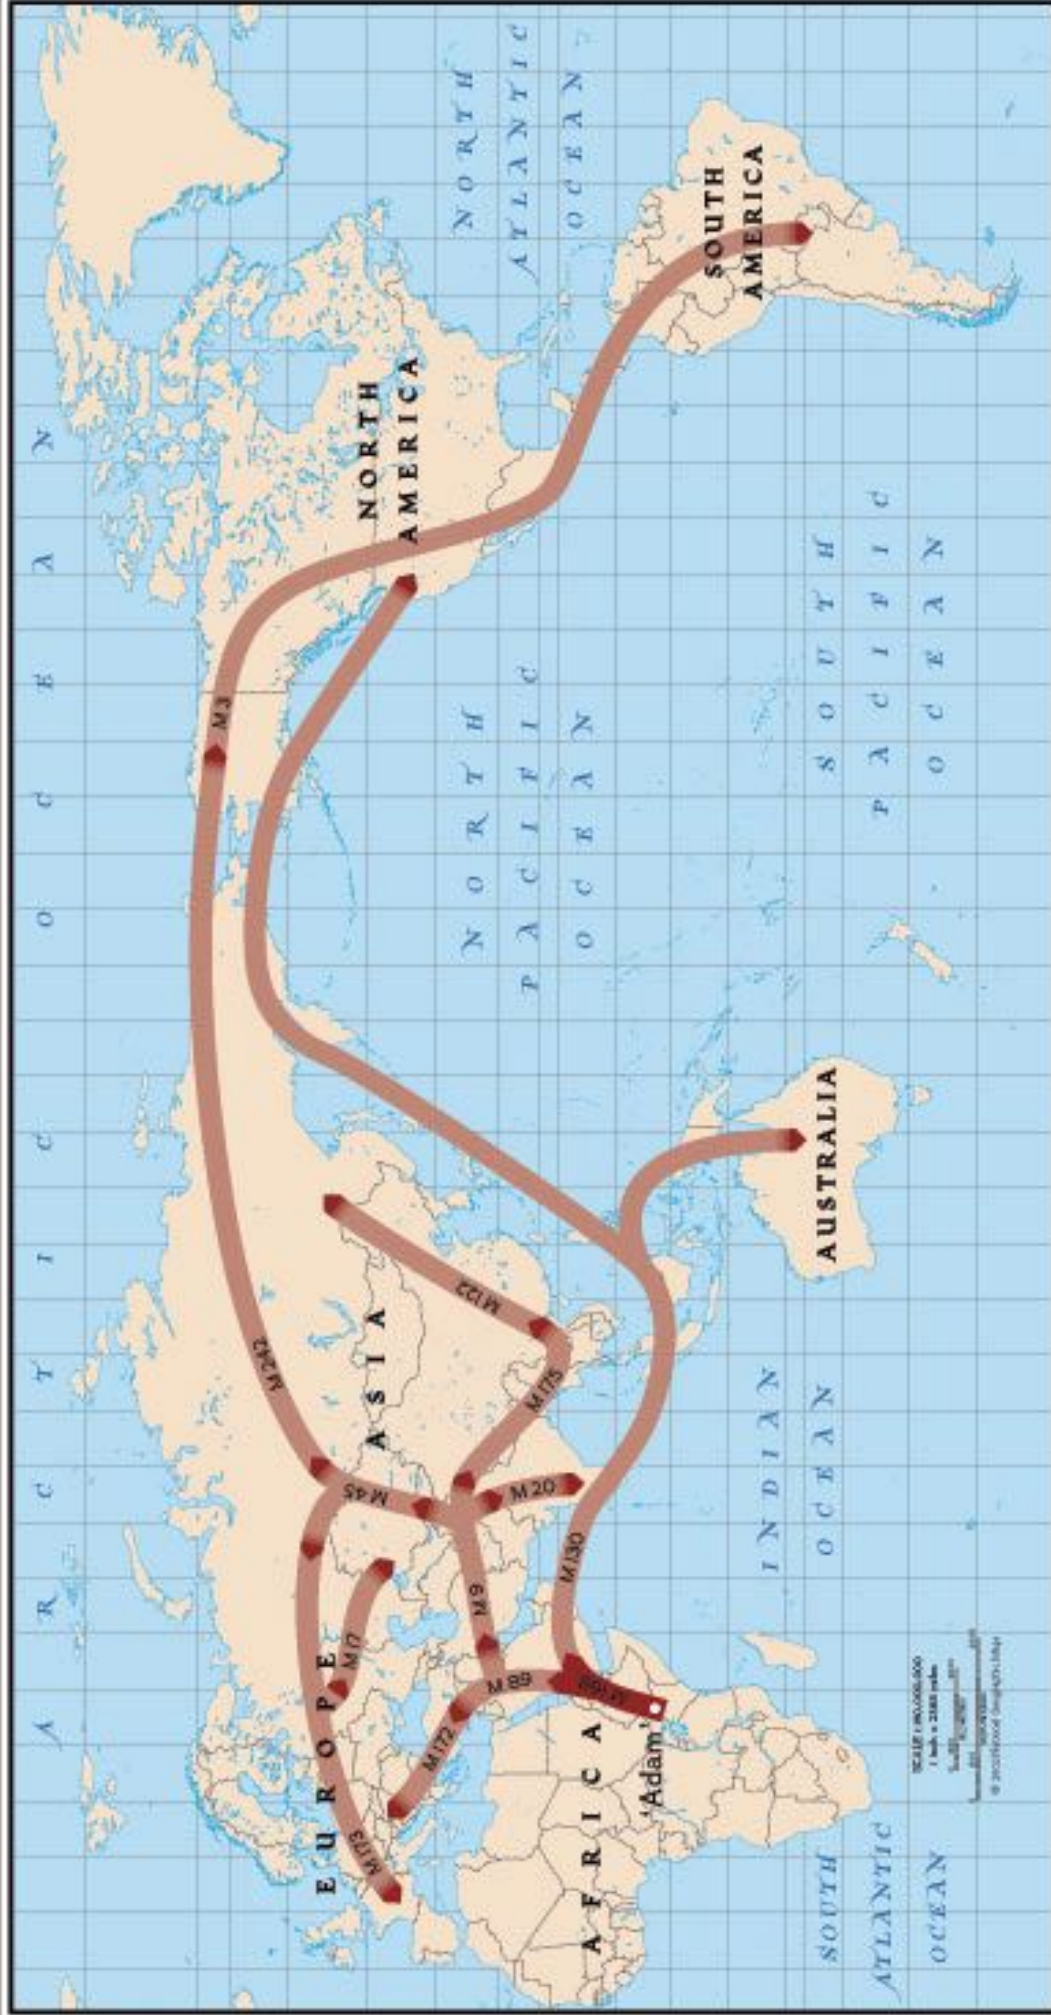 ARCTIC OCEAN
NORTH
ATLANTIC
OCEAN
NORTH
AMERICA
M3
M242
EUROPE
ASIA
M173
M17
M45
M172
M9
M122
M89
M20
M175
M130
M168
NORTH
PACIFIC
OCEAN
SOUTH
AMERICA
AFRICA
'Adam'
INDIAN
OCEAN
AUSTRALIA
SOUTH
PACIFIC
OCEAN
SOUTH
ATLANTIC
OCEAN